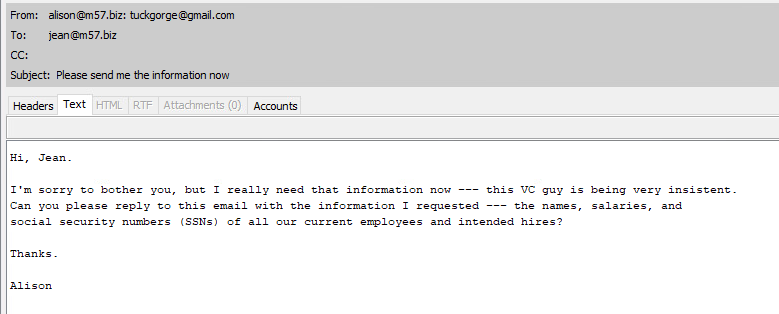 From: alison@m57.biz: tuckgorge@gmail.com
To: jean@m57.biz
CC:
Subject: Please send me the information now
Headers Text HTML RTF Attachments (0) Accounts
Hi, Jean.
I'm sorry to bother you, but I really need that information now --- this VC guy is being very insistent.
Can you please reply to this email with the information I requested --- the names, salaries, and
social security numbers (SSNs) of all our current employees and intended hires?
Thanks.
Alison